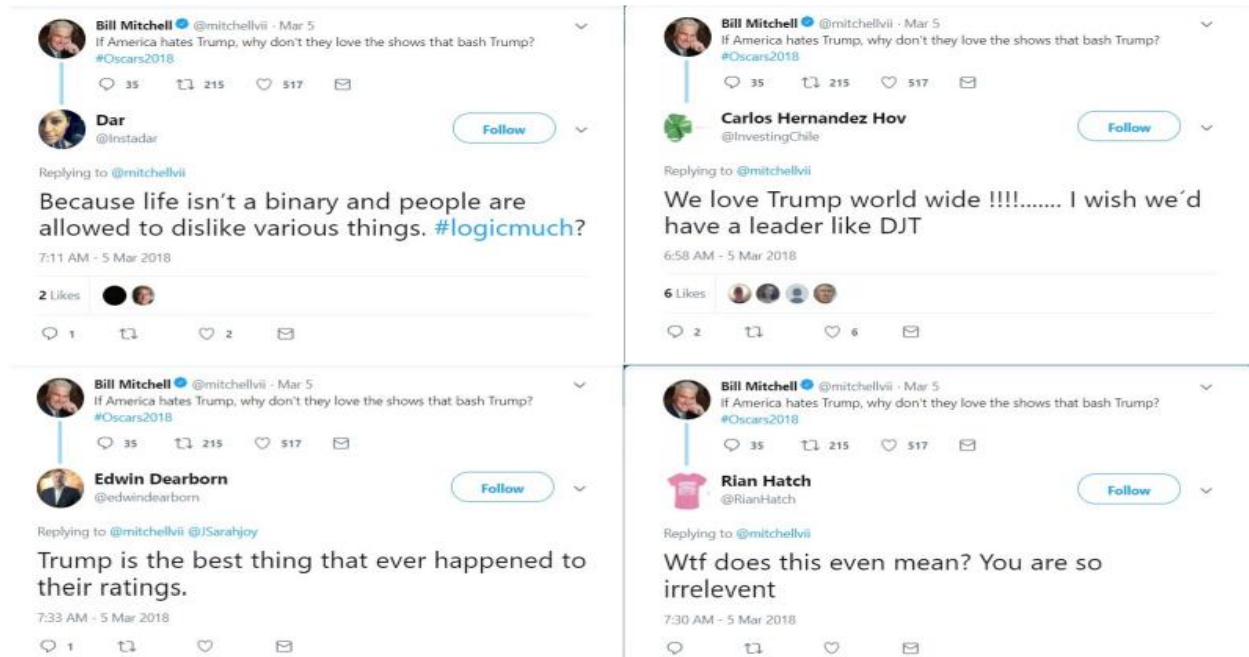 Bill Mitchell @mitchellvii · Mar 5
If America hates Trump, why don't they love the shows that bash Trump?
#Oscars2018
35 215 517
Dar
@Instadar
Follow
Replying to @mitchellvii
Because life isn't a binary and people are
allowed to dislike various things. #logicmuch?
7:11 AM - 5 Mar 2018
2 Likes
1 2
Bill Mitchell @mitchellvii · Mar 5
If America hates Trump, why don't they love the shows that bash Trump?
#Oscars2018
35 215 517
Carlos Hernandez Hov
@InvestingChile
Follow
Replying to @mitchellvii
We love Trump world wide !!!!....... I wish we´d
have a leader like DJT
6:58 AM - 5 Mar 2018
6 Likes
2 6
Bill Mitchell @mitchellvii · Mar 5
If America hates Trump, why don't they love the shows that bash Trump?
#Oscars2018
35 215 517
Edwin Dearborn
@edwindearborn
Follow
Replying to @mitchellvii @JSarahjoy
Trump is the best thing that ever happened to
their ratings.
7:33 AM - 5 Mar 2018
1
Bill Mitchell @mitchellvii · Mar 5
If America hates Trump, why don't they love the shows that bash Trump?
#Oscars2018
35 215 517
Rian Hatch
@RianHatch
Follow
Replying to @mitchellvii
Wtf does this even mean? You are so
irrelevent
7:30 AM - 5 Mar 2018